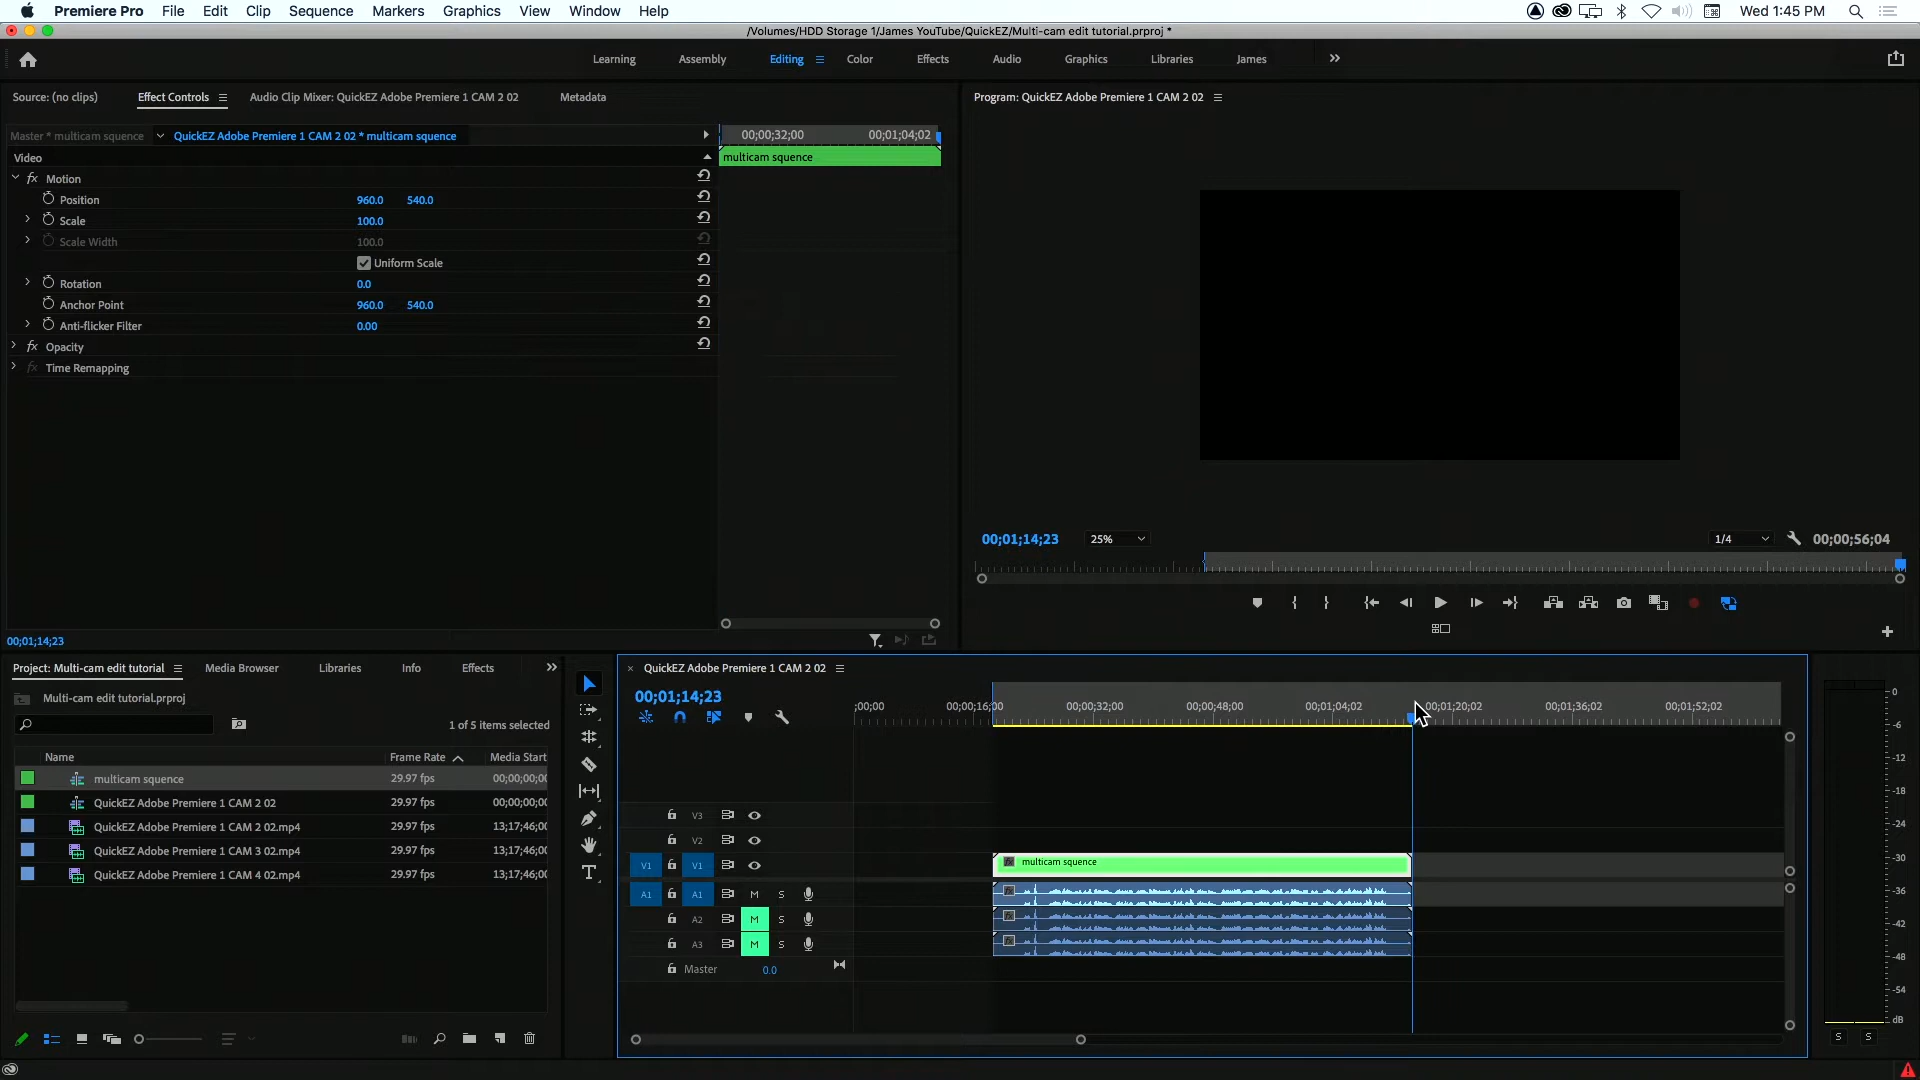 Premiere Pro File Edit Clip Sequence Markers Graphics View Window Help Wed 1:45 PM
/Volumes/HDD Storage 1/James YouTube/QuickEZ/Multi-cam edit tutorial.prproj *
Learning Assembly Editing Color Effects Audio Graphics Libraries James
Source: (no clips) Effect Controls Audio Clip Mixer: QuickEZ Adobe Premiere 1 CAM 2 02 Metadata
Master * multicam squence QuickEZ Adobe Premiere 1 CAM 2 02 * multicam squence
00;00;32;00 00;01;04;02
Video
multicam squence
fx Motion
Position 960.0 540.0
Scale 100.0
Scale Width 100.0
Uniform Scale
Rotation 0.0
Anchor Point 960.0 540.0
Anti-flicker Filter 0.00
fx Opacity
fx Time Remapping
00;01;14;23
Program: QuickEZ Adobe Premiere 1 CAM 2 02
00;01;14;23 25% 1/4 00;00;56;04
Project: Multi-cam edit tutorial Media Browser Libraries Info Effects
Multi-cam edit tutorial.prproj
1 of 5 items selected
Name Frame Rate Media Start
multicam squence 29.97 fps 00;00;00;0
QuickEZ Adobe Premiere 1 CAM 2 02 29.97 fps 00;00;00;0
QuickEZ Adobe Premiere 1 CAM 2 02.mp4 29.97 fps 13;17;46;0
QuickEZ Adobe Premiere 1 CAM 3 02.mp4 29.97 fps 13;17;46;0
QuickEZ Adobe Premiere 1 CAM 4 02.mp4 29.97 fps 13;17;46;0
T
QuickEZ Adobe Premiere 1 CAM 2 02
00;01;14;23
;00;00 00;00;16;00 00;00;32;00 00;00;48;00 00;01;04;02 00;01;20;02 00;01;36;02 00;01;52;02
V3
V2
V1 V1 fx multicam squence
A1 A1 M S
A2 M S
A3 M S
Master 0.0
0
-6
-12
-18
-24
-30
-36
-42
-48
-54
dB
S S